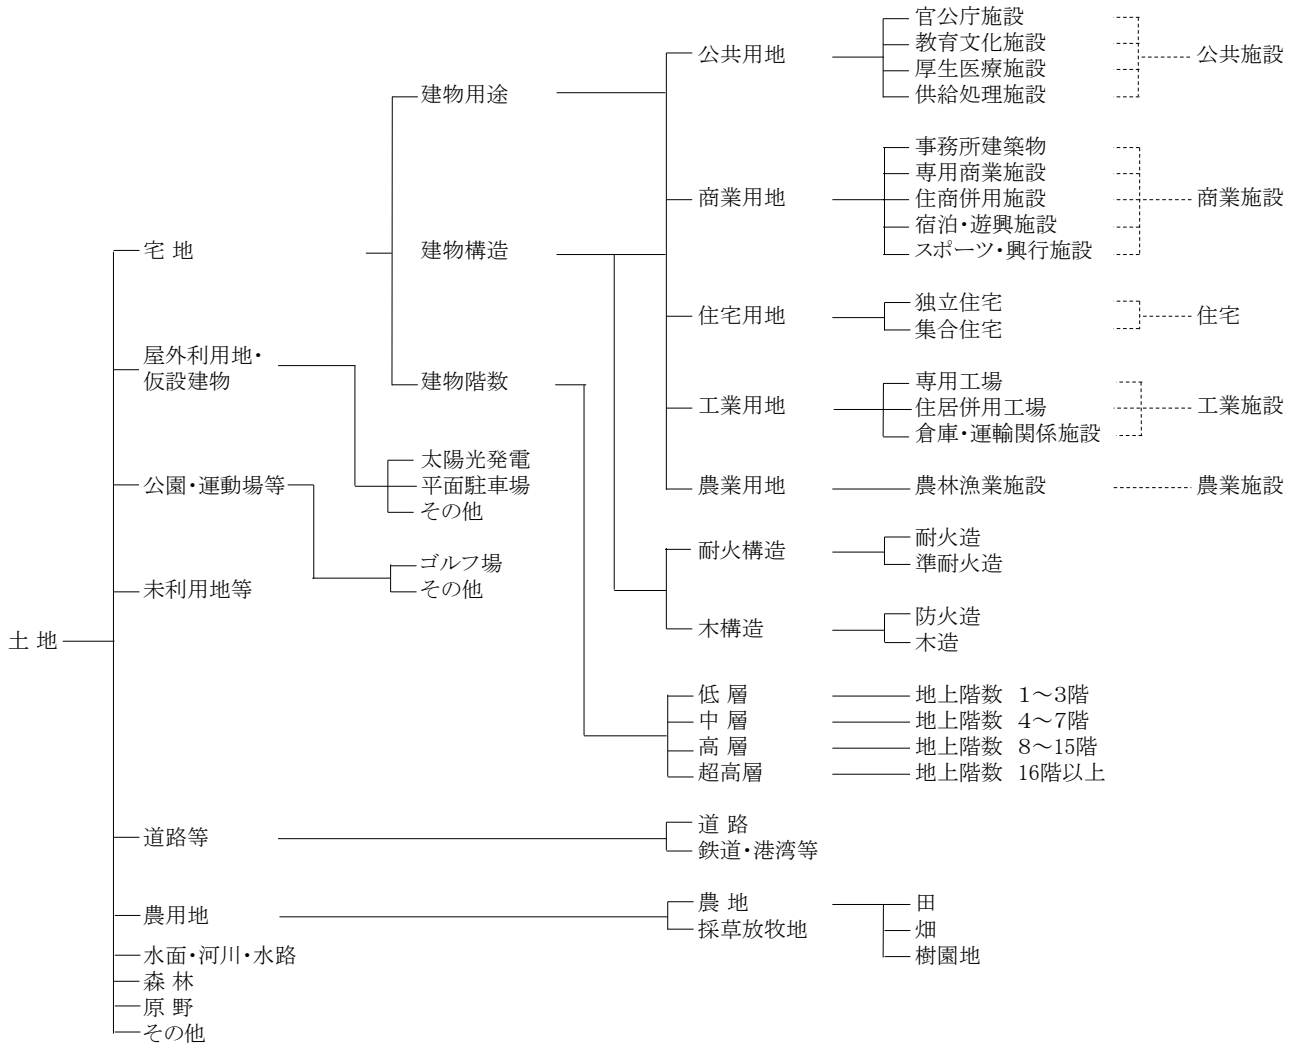 官公庁施設
教育文化施設
公共用地
公共施設
厚生医療施設
建物用途
供給処理施設
事務所建築物
専用商業施設
商業用地
住商併用施設
商業施設
宿泊・遊興施設
宅 地
建物構造
スポーツ・興行施設
独立住宅
住宅用地
住宅
集合住宅
屋外利用地・
仮設建物
建物階数
専用工場
工業用地
住居併用工場
工業施設
倉庫・運輸関係施設
太陽光発電
公園・運動場等
平面駐車場
農業用地
農林漁業施設
農業施設
その他
耐火造
耐火構造
ゴルフ場
準耐火造
未利用地等
その他
防火造
木構造
土 地
木造
低 層
地上階数 1～3階
中 層
地上階数 4～7階
高 層
地上階数 8～15階
超高層
地上階数 16階以上
道 路
道路等
鉄道・港湾等
農 地
田
農用地
採草放牧地
畑
水面・河川・水路
樹園地
森 林
原 野
その他